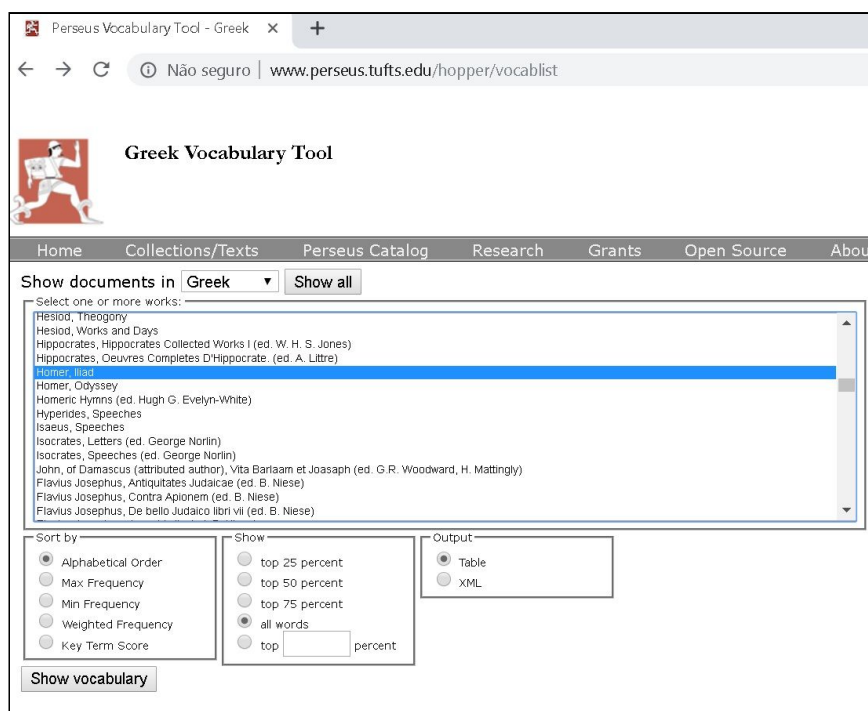 Perseus Vocabulary Tool - Greek
Não seguro | www.perseus.tufts.edu/hopper/vocablist
Greek Vocabulary Tool
Home Collections/Texts Perseus Catalog Research Grants Open Source Abou
Show documents in Greek Show all
Select one or more works:
Hesiod, Theogony
Hesiod, Works and Days
Hippocrates, Hippocrates Collected Works I (ed. W. H. S. Jones)
Hippocrates, Oeuvres Completes D'Hippocrate. (ed. A. Littre)
Homer, Iliad
Homer, Odyssey
Homeric Hymns (ed. Hugh G. Evelyn-White)
Hyperides, Speeches
Isaeus, Speeches
Isocrates, Letters (ed. George Norlin)
Isocrates, Speeches (ed. George Norlin)
John, of Damascus (attributed author), Vita Barlaam et Joasaph (ed. G.R. Woodward, H. Mattingly)
Flavius Josephus, Antiquitates Judaicae (ed. B. Niese)
Flavius Josephus, Contra Apionem (ed. B. Niese)
Flavius Josephus, De bello Judaico libri vii (ed. B. Niese)
Sort by
Alphabetical Order
Max Frequency
Min Frequency
Weighted Frequency
Key Term Score
Show
top 25 percent
top 50 percent
top 75 percent
all words
top percent
Output
Table
XML
Show vocabulary